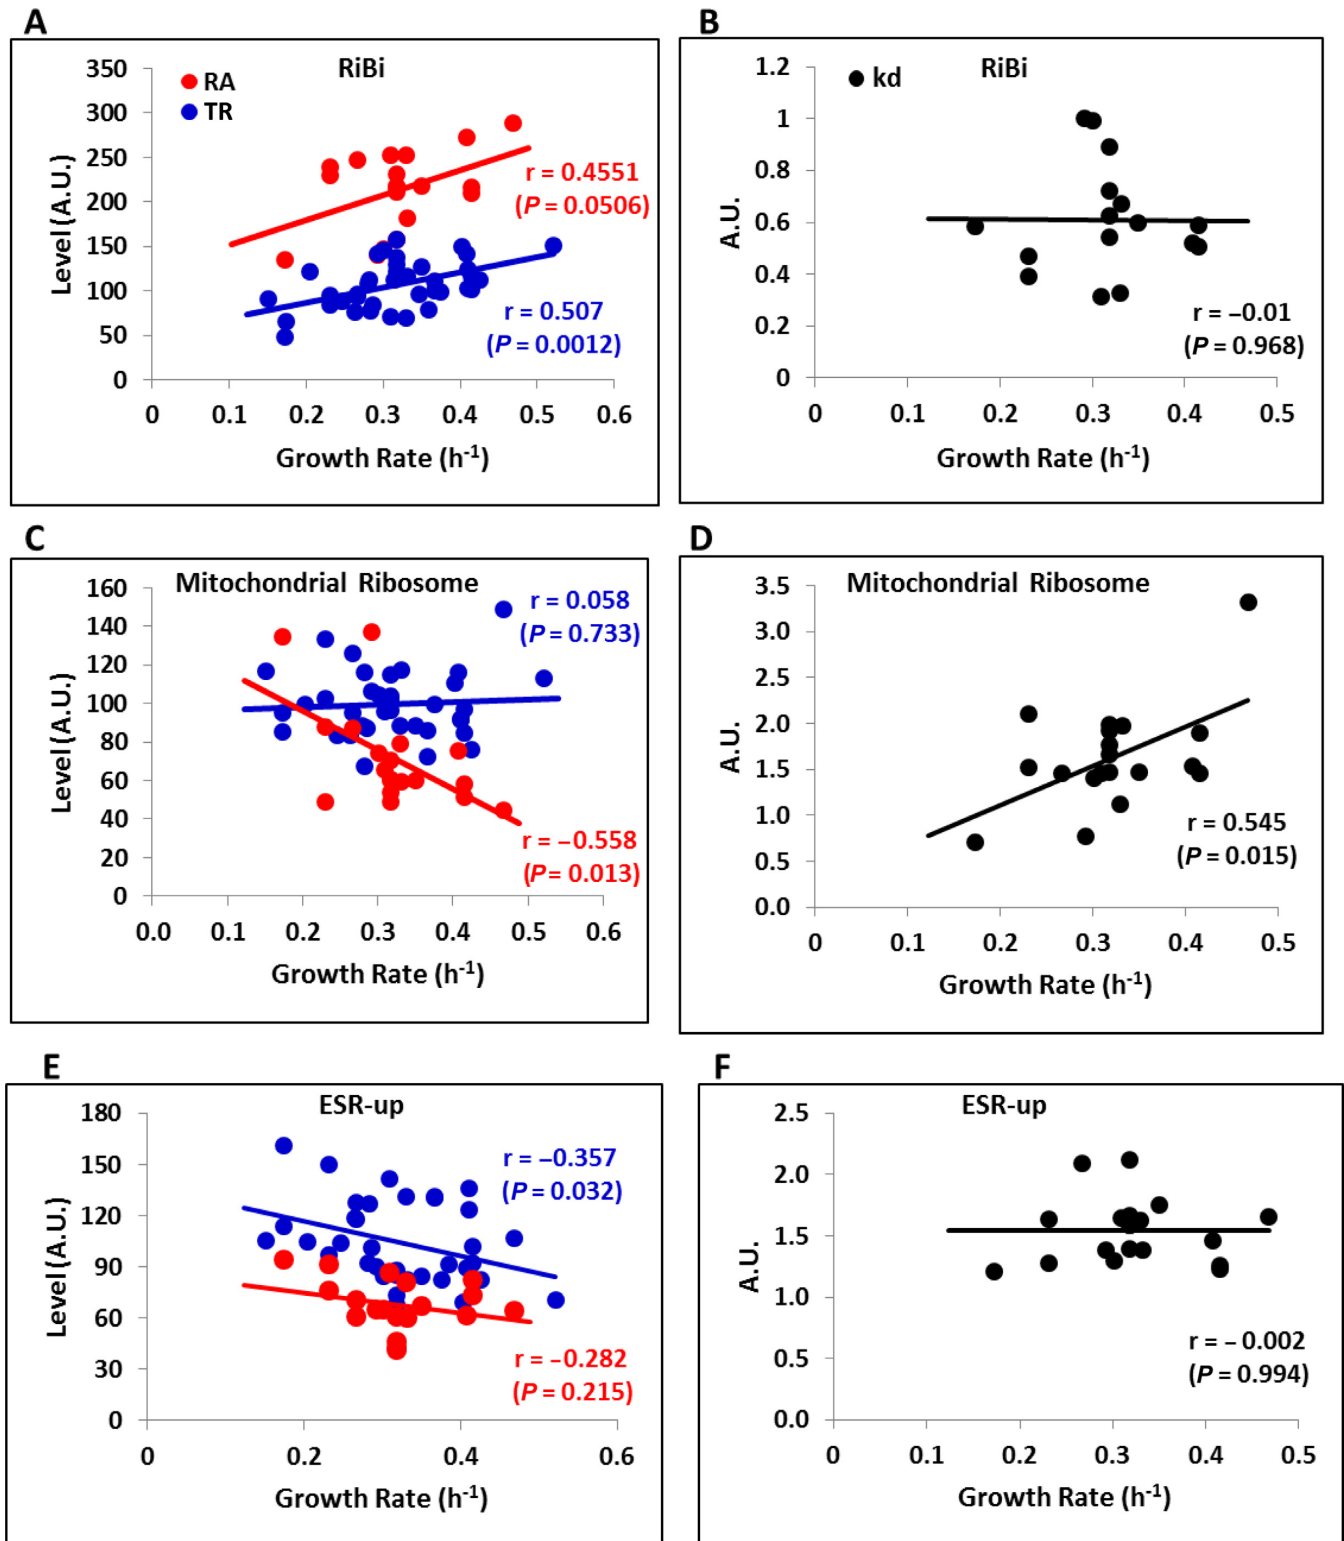 A
RiBi
RA
TR
350
300
250
200
150
100
50
0
Level (A.U.)
r = 0.4551
(P = 0.0506)
r = 0.507
(P = 0.0012)
0 0.1 0.2 0.3 0.4 0.5 0.6
Growth Rate (h-1)
B
RiBi
kd
1.2
1
0.8
0.6
0.4
0.2
0
A.U.
r = −0.01
(P = 0.968)
0 0.1 0.2 0.3 0.4 0.5
Growth Rate (h-1)
C
Mitochondrial Ribosome
160
140
120
100
80
60
40
20
0
Level (A.U.)
r = 0.058
(P = 0.733)
r = −0.558
(P = 0.013)
0.0 0.1 0.2 0.3 0.4 0.5 0.6
Growth Rate (h-1)
D
Mitochondrial Ribosome
3.5
3.0
2.5
2.0
1.5
1.0
0.5
0.0
A.U.
r = 0.545
(P = 0.015)
0 0.1 0.2 0.3 0.4 0.5
Growth Rate (h-1)
E
ESR-up
180
150
120
90
60
30
0
Level (A.U.)
r = −0.357
(P = 0.032)
r = −0.282
(P = 0.215)
0 0.2 0.4 0.6
Growth Rate (h-1)
F
ESR-up
2.5
2.0
1.5
1.0
0.5
0.0
A.U.
r = − 0.002
(P = 0.994)
0 0.1 0.2 0.3 0.4 0.5
Growth Rate (h-1)